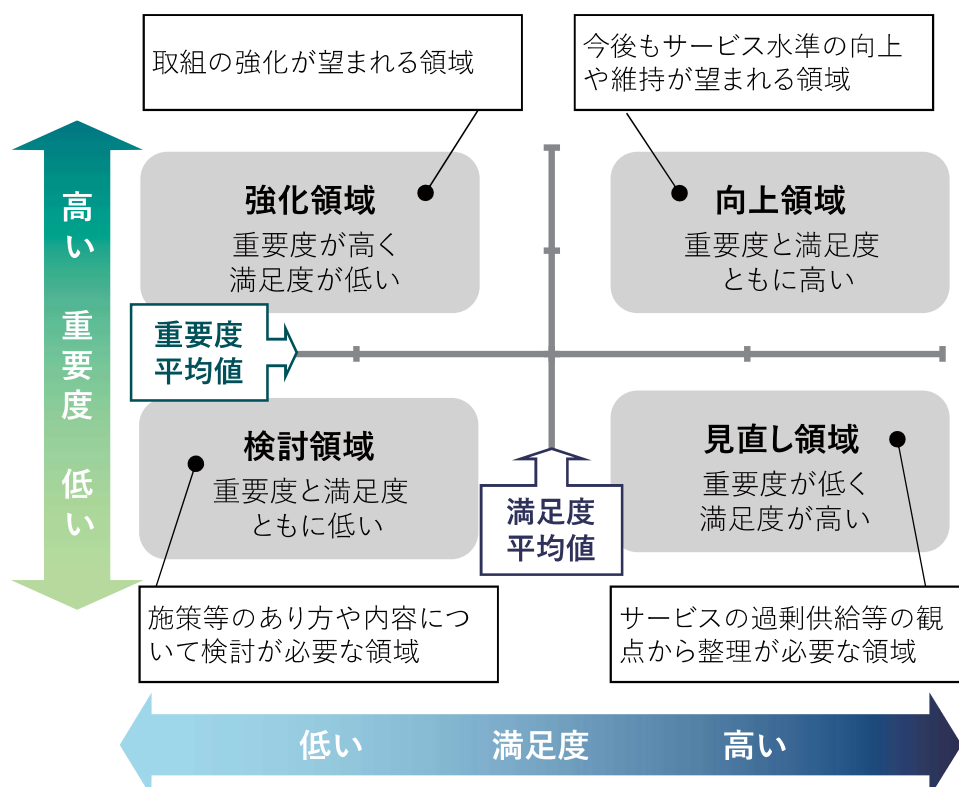 取組の強化が望まれる領域
今後もサービス水準の向上
や維持が望まれる領域
高い 重要度 低い
強化領域
重要度が高く
満足度が低い
向上領域
重要度と満足度
ともに高い
重要度
平均値
検討領域
重要度と満足度
ともに低い
満足度
平均値
見直し領域
重要度が低く
満足度が高い
施策等のあり方や内容につ
いて検討が必要な領域
サービスの過剰供給等の観
点から整理が必要な領域
低い 満足度 高い